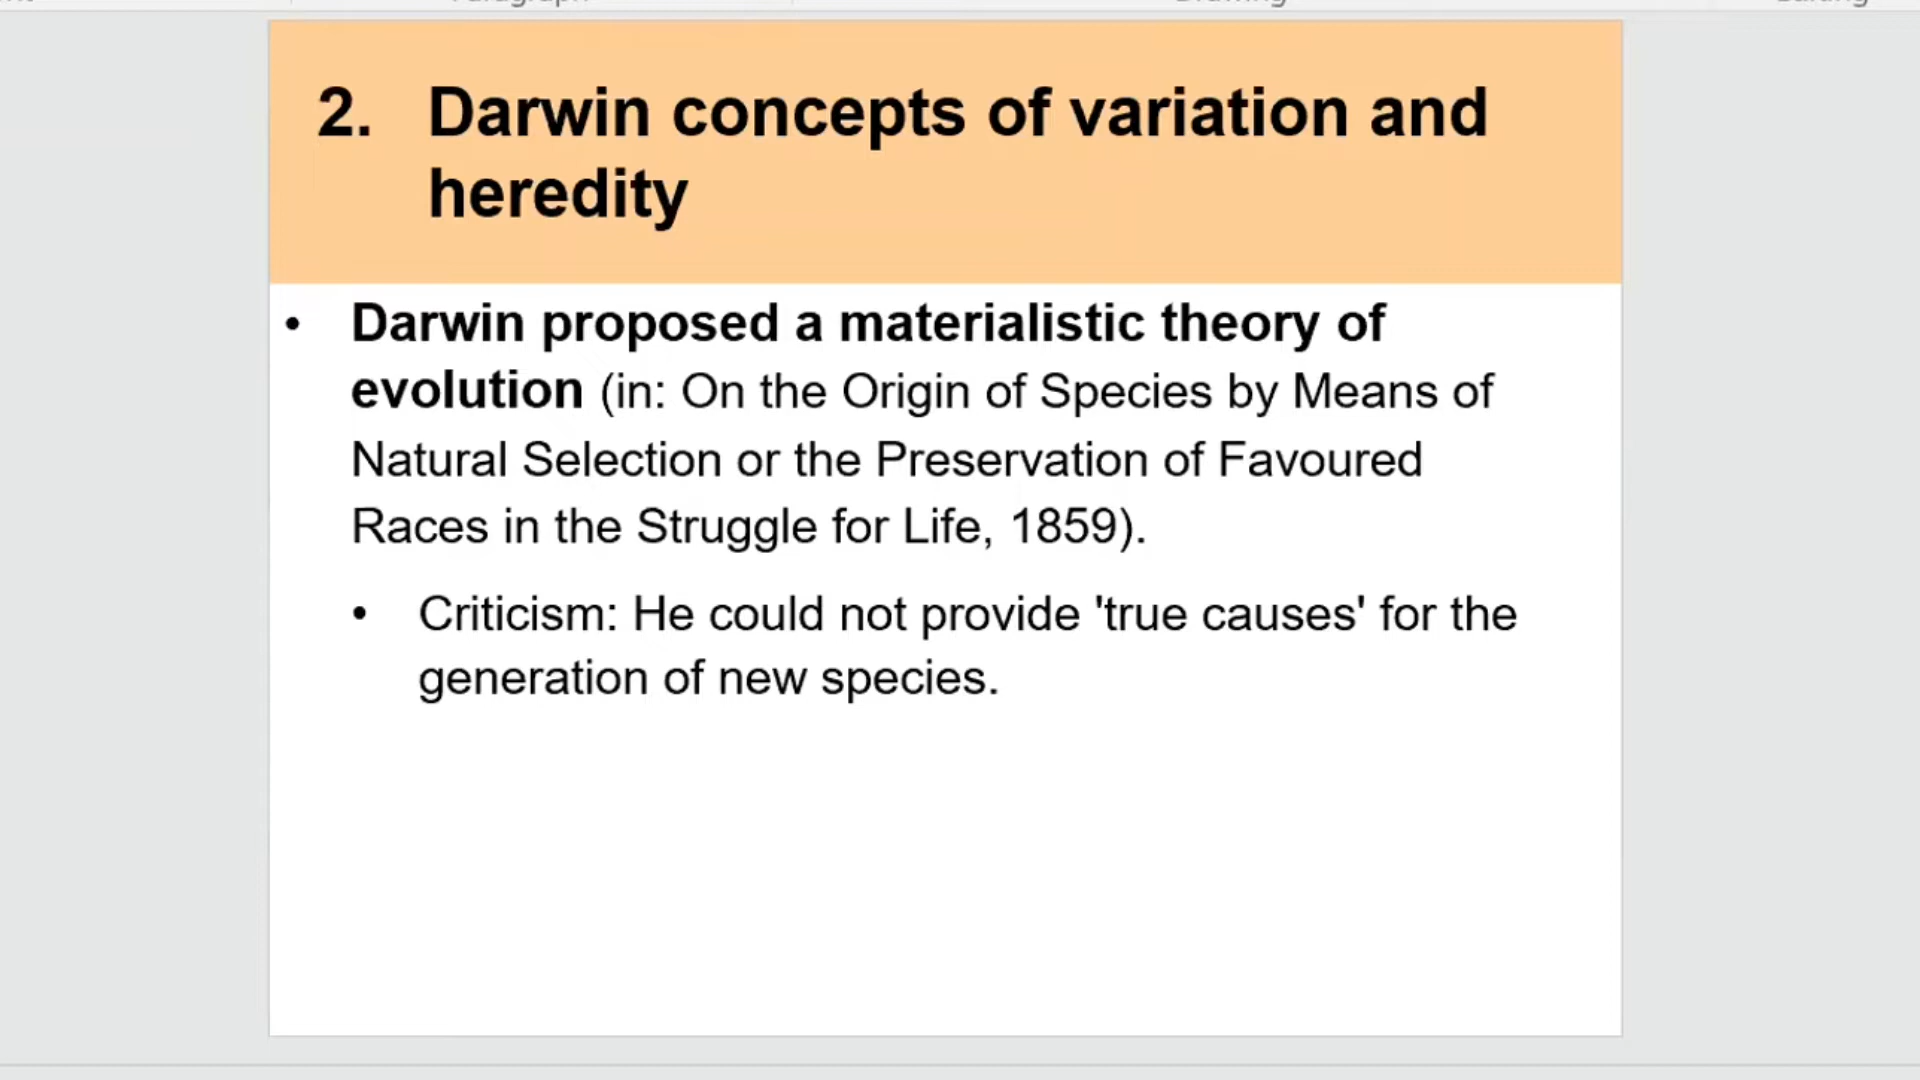 2. Darwin concepts of variation and
heredity
• Darwin proposed a materialistic theory of
evolution (in: On the Origin of Species by Means of
Natural Selection or the Preservation of Favoured
Races in the Struggle for Life, 1859).
• Criticism: He could not provide 'true causes' for the
generation of new species.